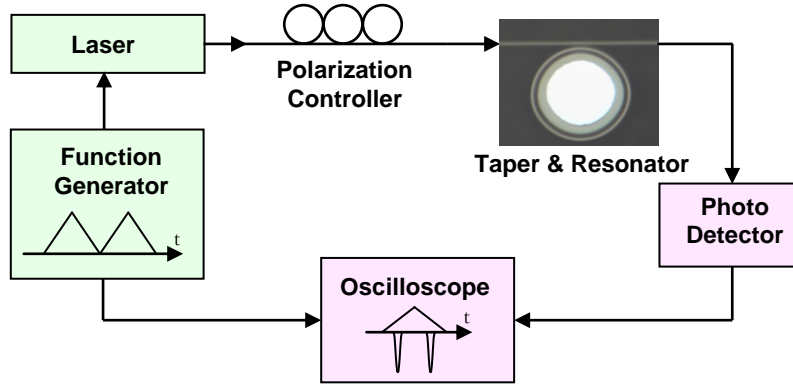 Laser
Polarization
Controller
Taper & Resonator
Function
Generator
t
Photo
Detector
Oscilloscope
t